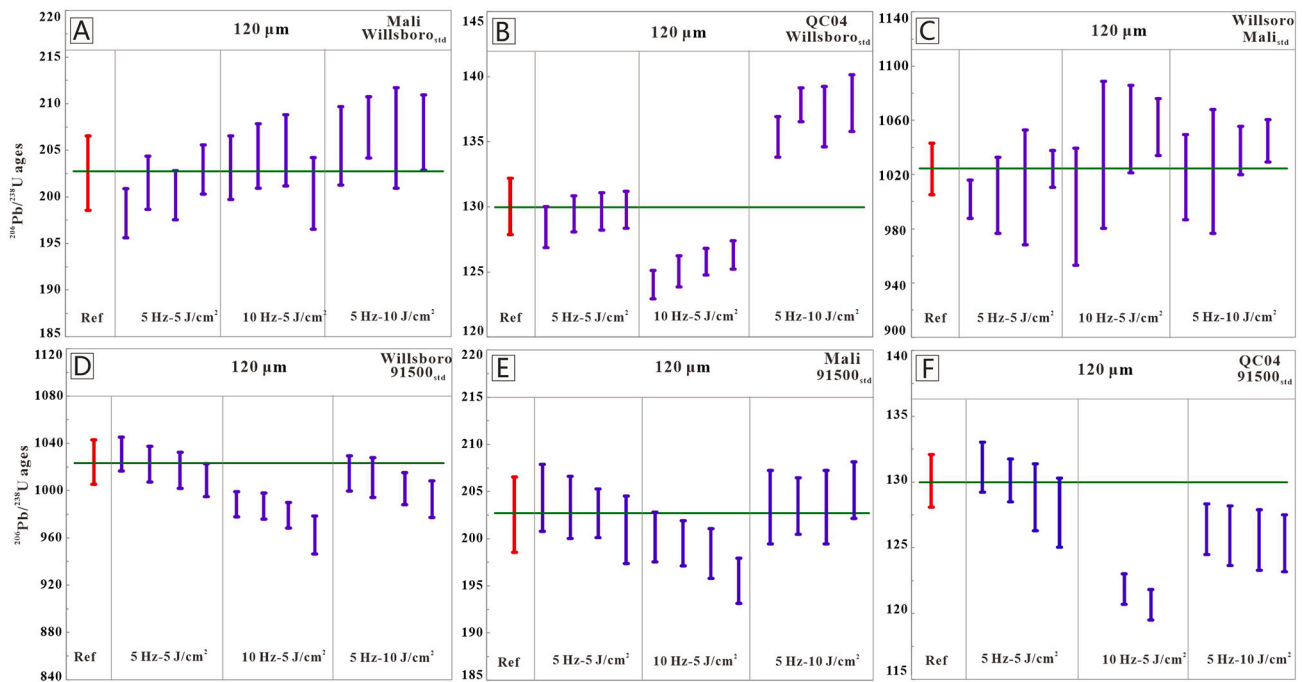 A
120 µm
Mali
Willsboro std
²⁰⁶Pb/²³⁸U ages
220
215
210
205
200
195
190
185
Ref
5 Hz-5 J/cm²
10 Hz-5 J/cm²
5 Hz-10 J/cm²
B
120 µm
QC04
Willsboro std
145
140
135
130
125
120
Ref
5 Hz-5 J/cm²
10 Hz-5 J/cm²
5 Hz-10 J/cm²
C
120 µm
Willsoro
Mali std
1140
1100
1060
1020
980
940
900
Ref
5 Hz-5 J/cm²
10 Hz-5 J/cm²
5 Hz-10 J/cm²
D
120 µm
Willsboro
91500 std
²⁰⁶Pb/²³⁸U ages
1120
1080
1040
1000
960
920
880
840
Ref
5 Hz-5 J/cm²
10 Hz-5 J/cm²
5 Hz-10 J/cm²
E
120 µm
Mali
91500 std
220
215
210
205
200
195
190
185
Ref
5 Hz-5 J/cm²
10 Hz-5 J/cm²
5 Hz-10 J/cm²
F
120 µm
QC04
91500 std
140
135
130
125
120
115
Ref
5 Hz-5 J/cm²
10 Hz-5 J/cm²
5 Hz-10 J/cm²